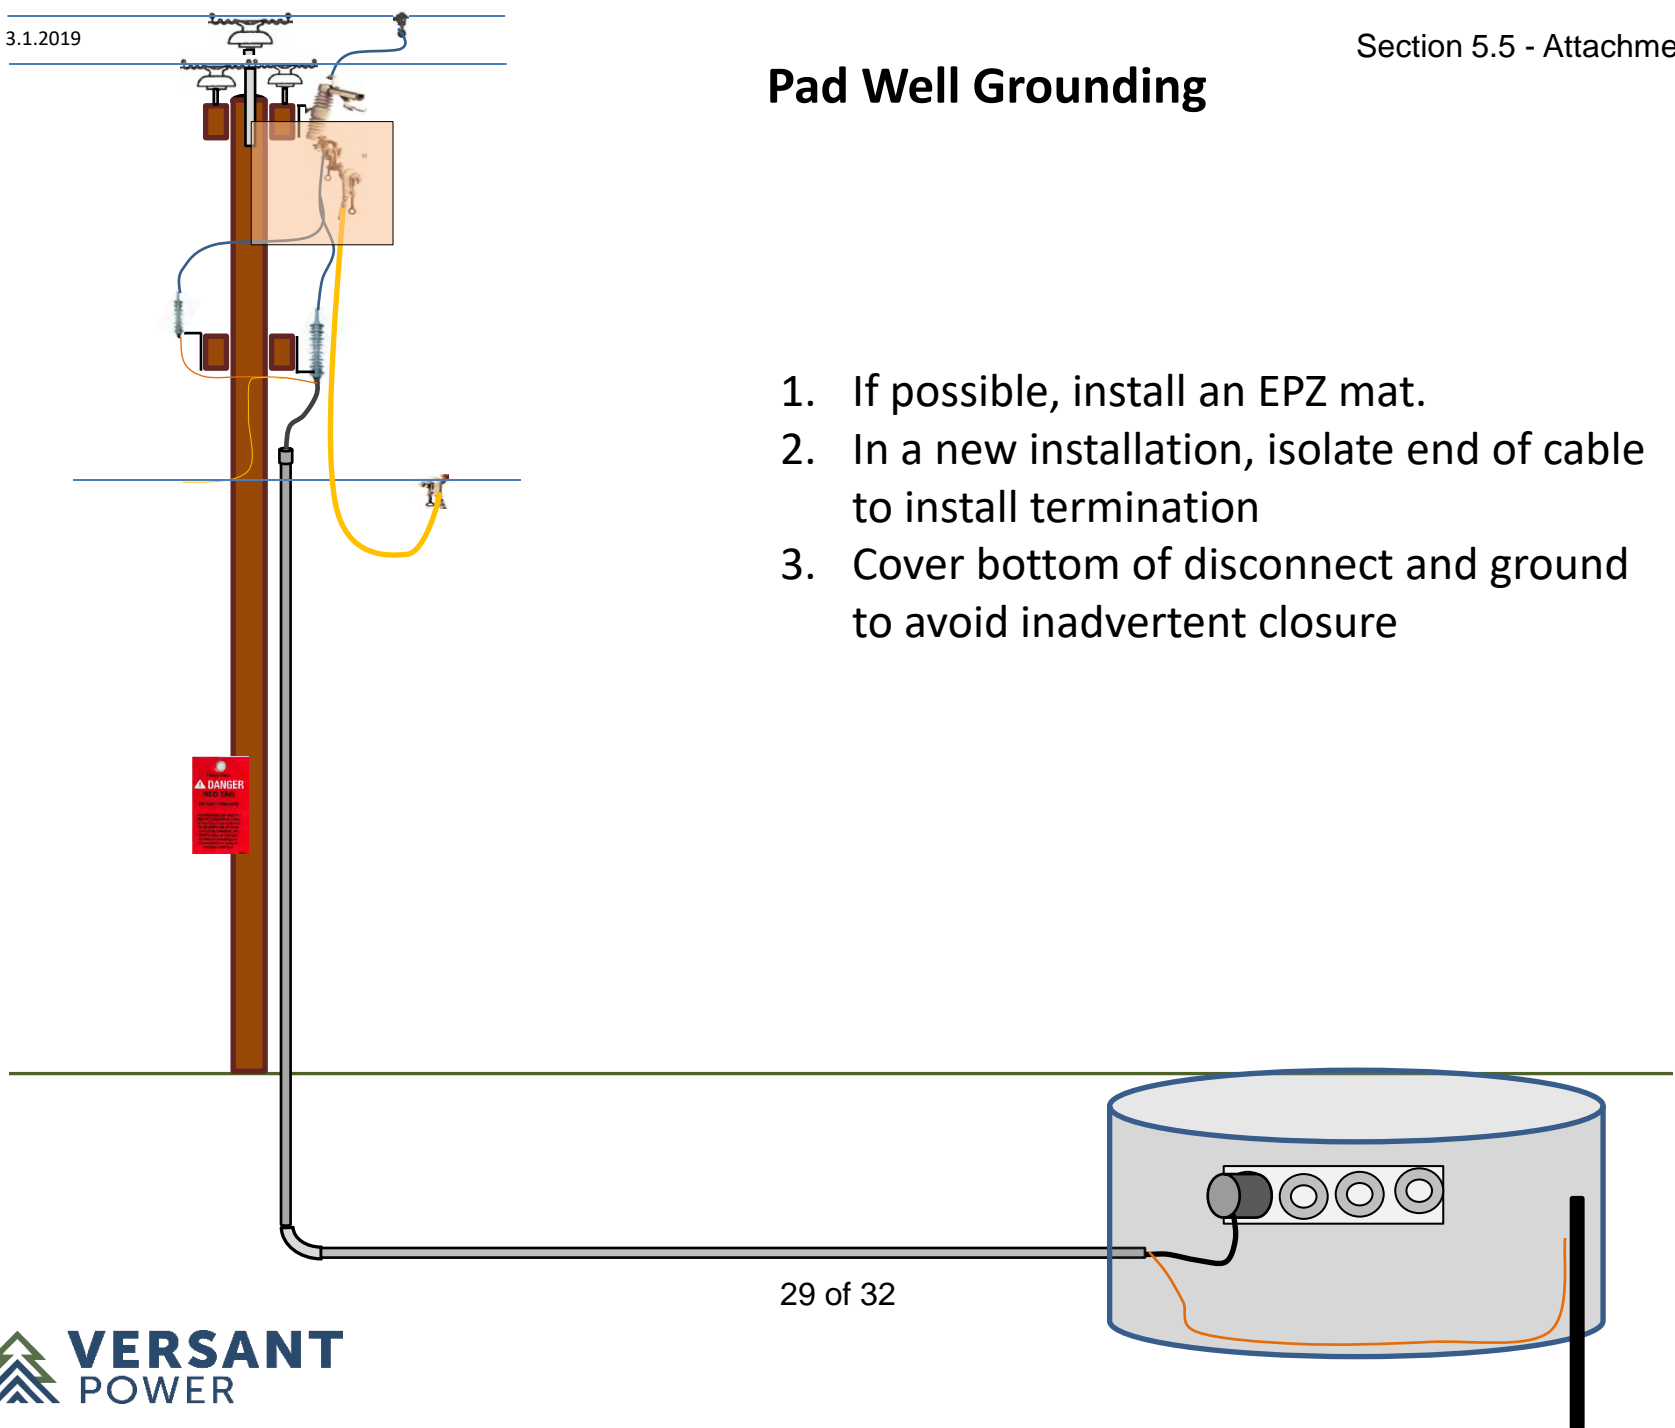 3.1.2019
Section 5.5 - Attachme
Pad Well Grounding
1. If possible, install an EPZ mat.
2. In a new installation, isolate end of cable
to install termination
3. Cover bottom of disconnect and ground
to avoid inadvertent closure
DANGER
RED TAG
29 of 32
VERSANT
POWER